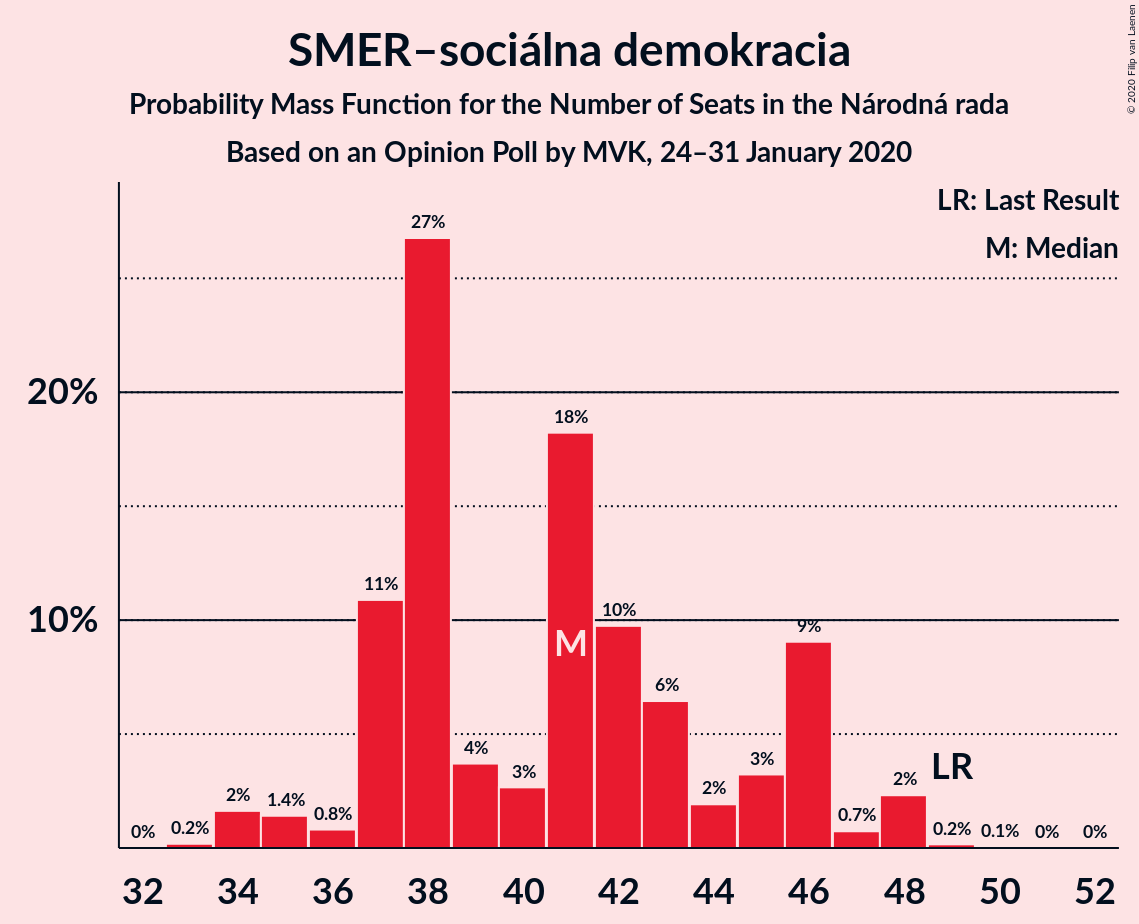 SMER–sociálna demokracia
Probability Mass Function for the Number of Seats in the Národná rada
Based on an Opinion Poll by MVK, 24–31 January 2020
© 2020 Filip van Laenen
LR: Last Result
M: Median
20%
10%
0%
0.2%
2%
1.4%
0.8%
11%
27%
4%
3%
18%
10%
6%
2%
3%
9%
0.7%
2%
0.2%
0.1%
0%
0%
M
LR
32 34 36 38 40 42 44 46 48 50 52